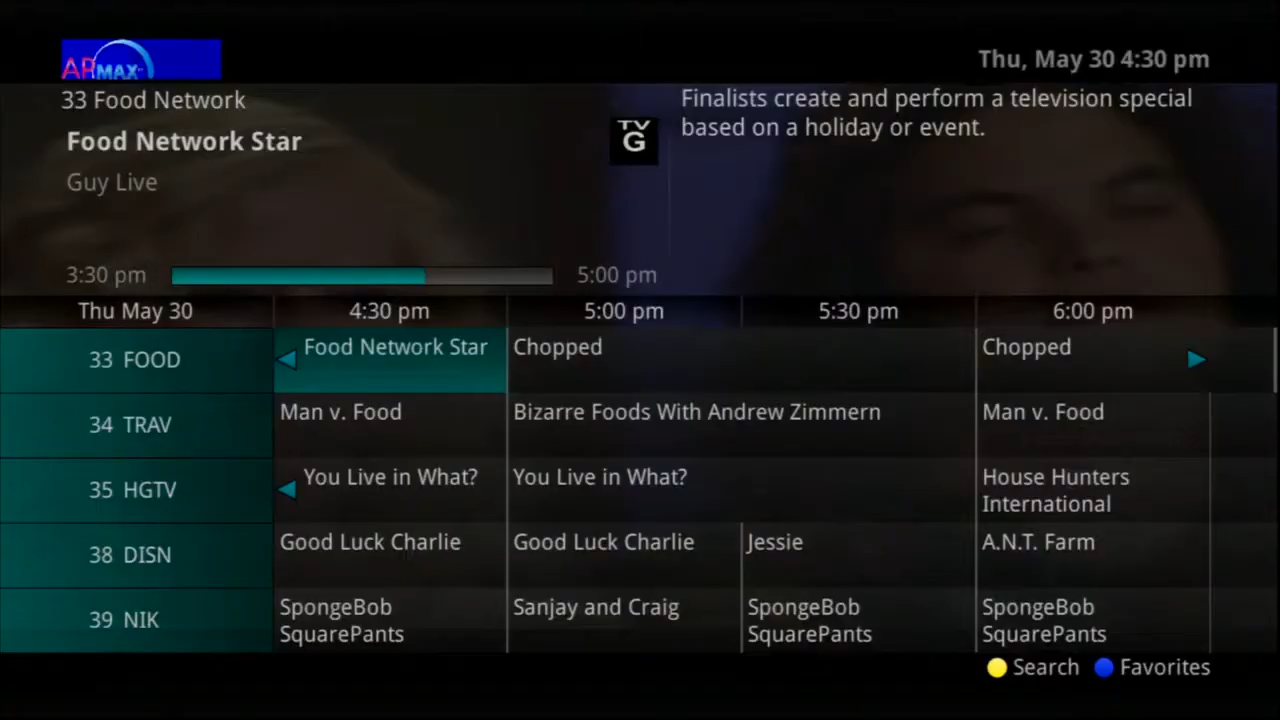 APMAX
Thu, May 30 4:30 pm
33 Food Network
Food Network Star
Guy Live
TV
G
Finalists create and perform a television special
based on a holiday or event.
3:30 pm
5:00 pm
Thu May 30
4:30 pm
5:00 pm
5:30 pm
6:00 pm
33 FOOD
Food Network Star
Chopped
Chopped
34 TRAV
Man v. Food
Bizarre Foods With Andrew Zimmern
Man v. Food
35 HGTV
You Live in What?
You Live in What?
House Hunters
International
38 DISN
Good Luck Charlie
Good Luck Charlie
Jessie
A.N.T. Farm
39 NIK
SpongeBob
SquarePants
Sanjay and Craig
SpongeBob
SquarePants
SpongeBob
SquarePants
Search
Favorites